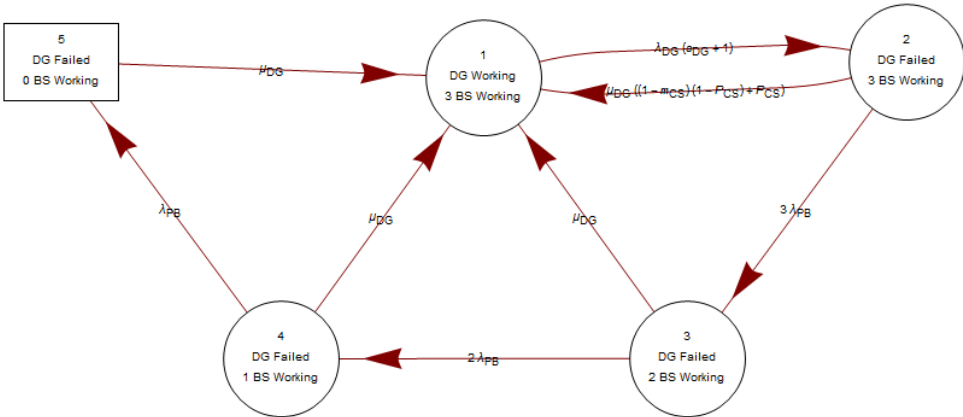 5
DG Failed
0 BS Working
μDG
1
DG Working
3 BS Working
λDG (aDG + 1)
μDG ((1 - mCS) (1 - PCS) + PCS)
2
DG Failed
3 BS Working
λPB
μDG
μDG
3 λPB
4
DG Failed
1 BS Working
2 λPB
3
DG Failed
2 BS Working